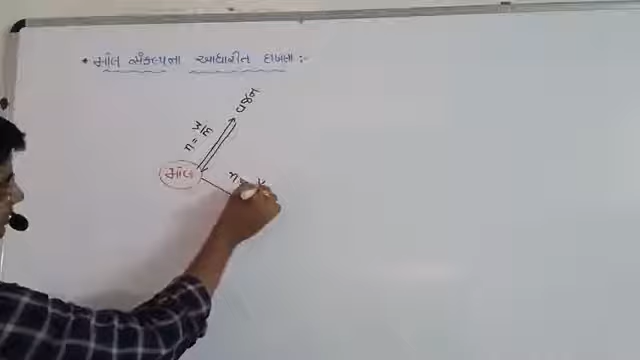 • મોલ સંકલ્પના આધારીત દાખલા :-
વજન
n = W/M
મોલ
n =